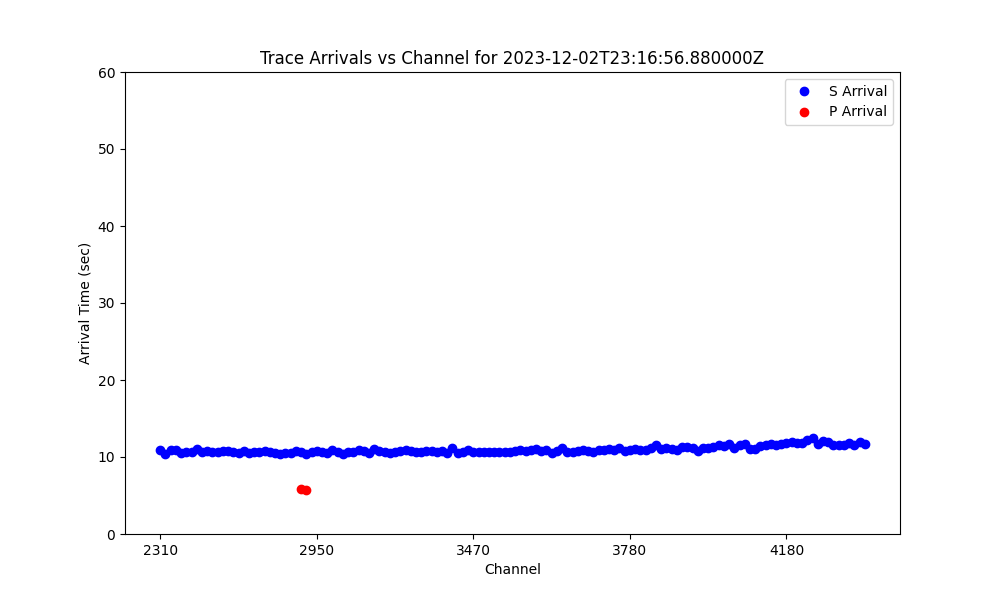 Trace Arrivals vs Channel for 2023-12-02T23:16:56.880000Z
S Arrival
P Arrival
60
50
40
30
20
10
0
Arrival Time (sec)
2310 2950 3470 3780 4180
Channel